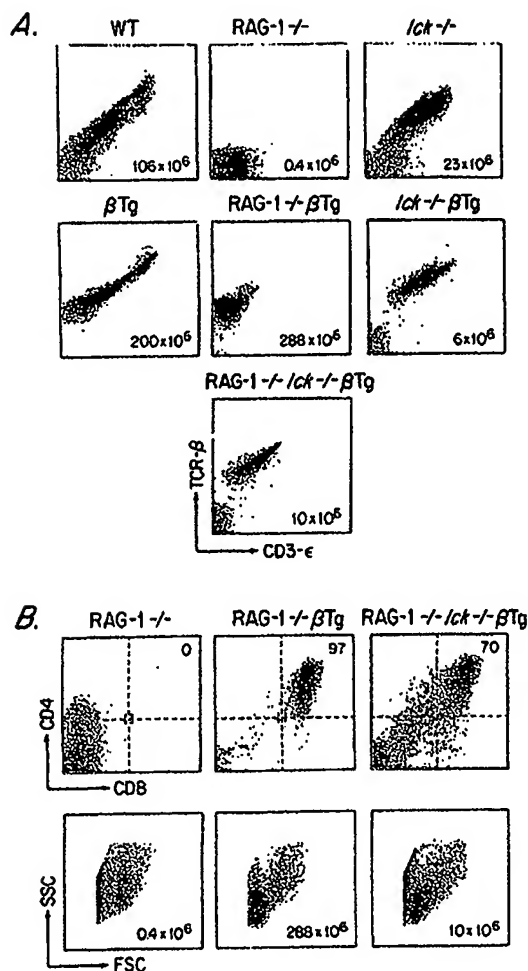 A.
WT RAG-1-/- lck-/-
106x10⁶ 0.4x10⁶ 23x10⁶
βTg RAG-1-/-βTg lck-/-βTg
200x10⁶ 288x10⁶ 6x10⁶
RAG-1-/-lck-/-βTg
TCR-β
10x10⁶
CD3-ε
B.
RAG-1-/- RAG-1-/-βTg RAG-1-/-lck-/-βTg
0 97 70
CD4
CD8
SSC
0.4x10⁶ 288x10⁶ 10x10⁶
FSC